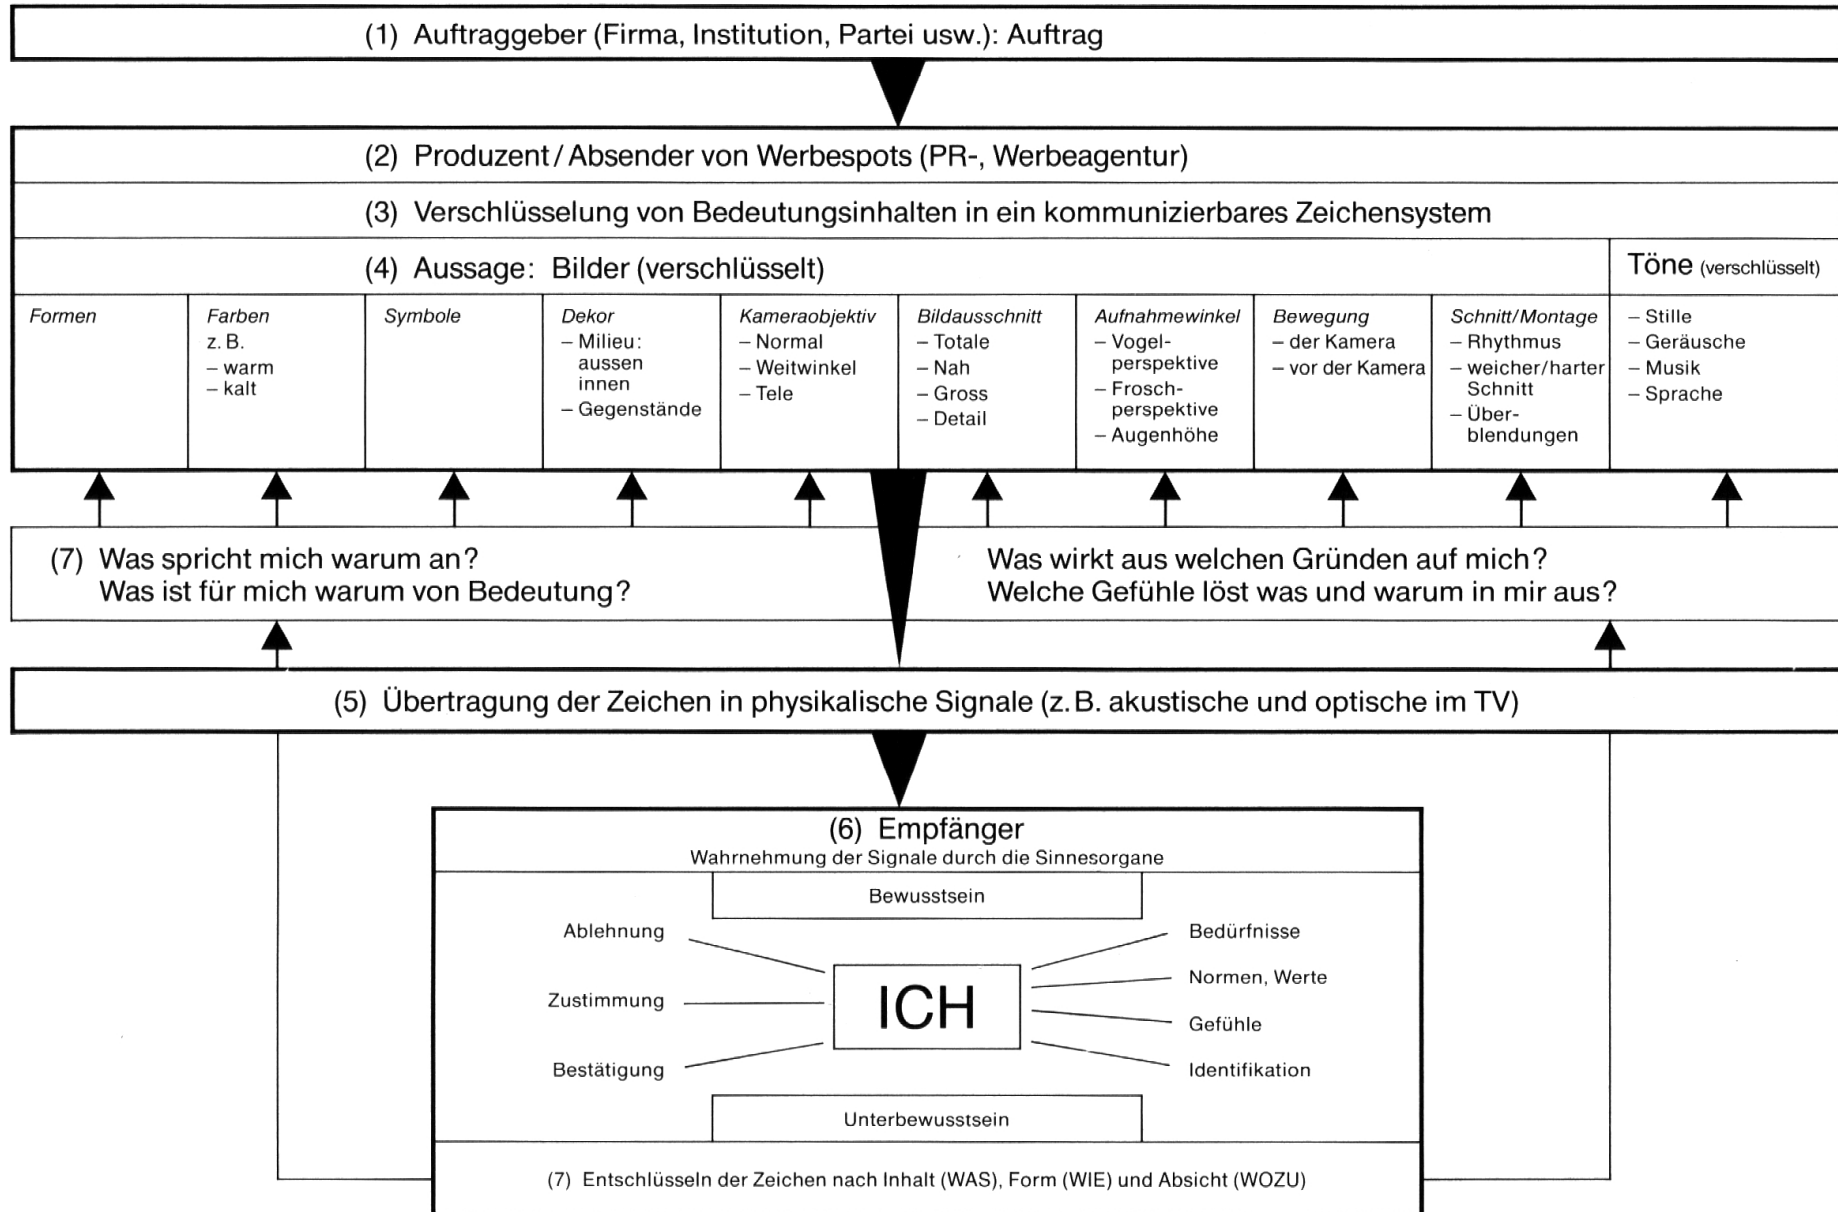 (1) Auftraggeber (Firma, Institution, Partei usw.): Auftrag
(2) Produzent/Absender von Werbespots (PR-, Werbeagentur)
(3) Verschlüsselung von Bedeutungsinhalten in ein kommunizierbares Zeichensystem
(4) Aussage: Bilder (verschlüsselt)
Töne (verschlüsselt)
Formen
Farben
z. B.
– warm
– kalt
Symbole
Dekor
– Milieu:
aussen
innen
– Gegenstände
Kameraobjektiv
– Normal
– Weitwinkel
– Tele
Bildausschnitt
– Totale
– Nah
– Gross
– Detail
Aufnahmewinkel
– Vogel-
perspektive
– Frosch-
perspektive
– Augenhöhe
Bewegung
– der Kamera
– vor der Kamera
Schnitt/Montage
– Rhythmus
– weicher/harter
Schnitt
– Über-
blendungen
– Stille
– Geräusche
– Musik
– Sprache
(7) Was spricht mich warum an?
Was ist für mich warum von Bedeutung?
Was wirkt aus welchen Gründen auf mich?
Welche Gefühle löst was und warum in mir aus?
(5) Übertragung der Zeichen in physikalische Signale (z. B. akustische und optische im TV)
(6) Empfänger
Wahrnehmung der Signale durch die Sinnesorgane
Bewusstsein
Ablehnung
Zustimmung
Bestätigung
ICH
Bedürfnisse
Normen, Werte
Gefühle
Identifikation
Unterbewusstsein
(7) Entschlüsseln der Zeichen nach Inhalt (WAS), Form (WIE) und Absicht (WOZU)